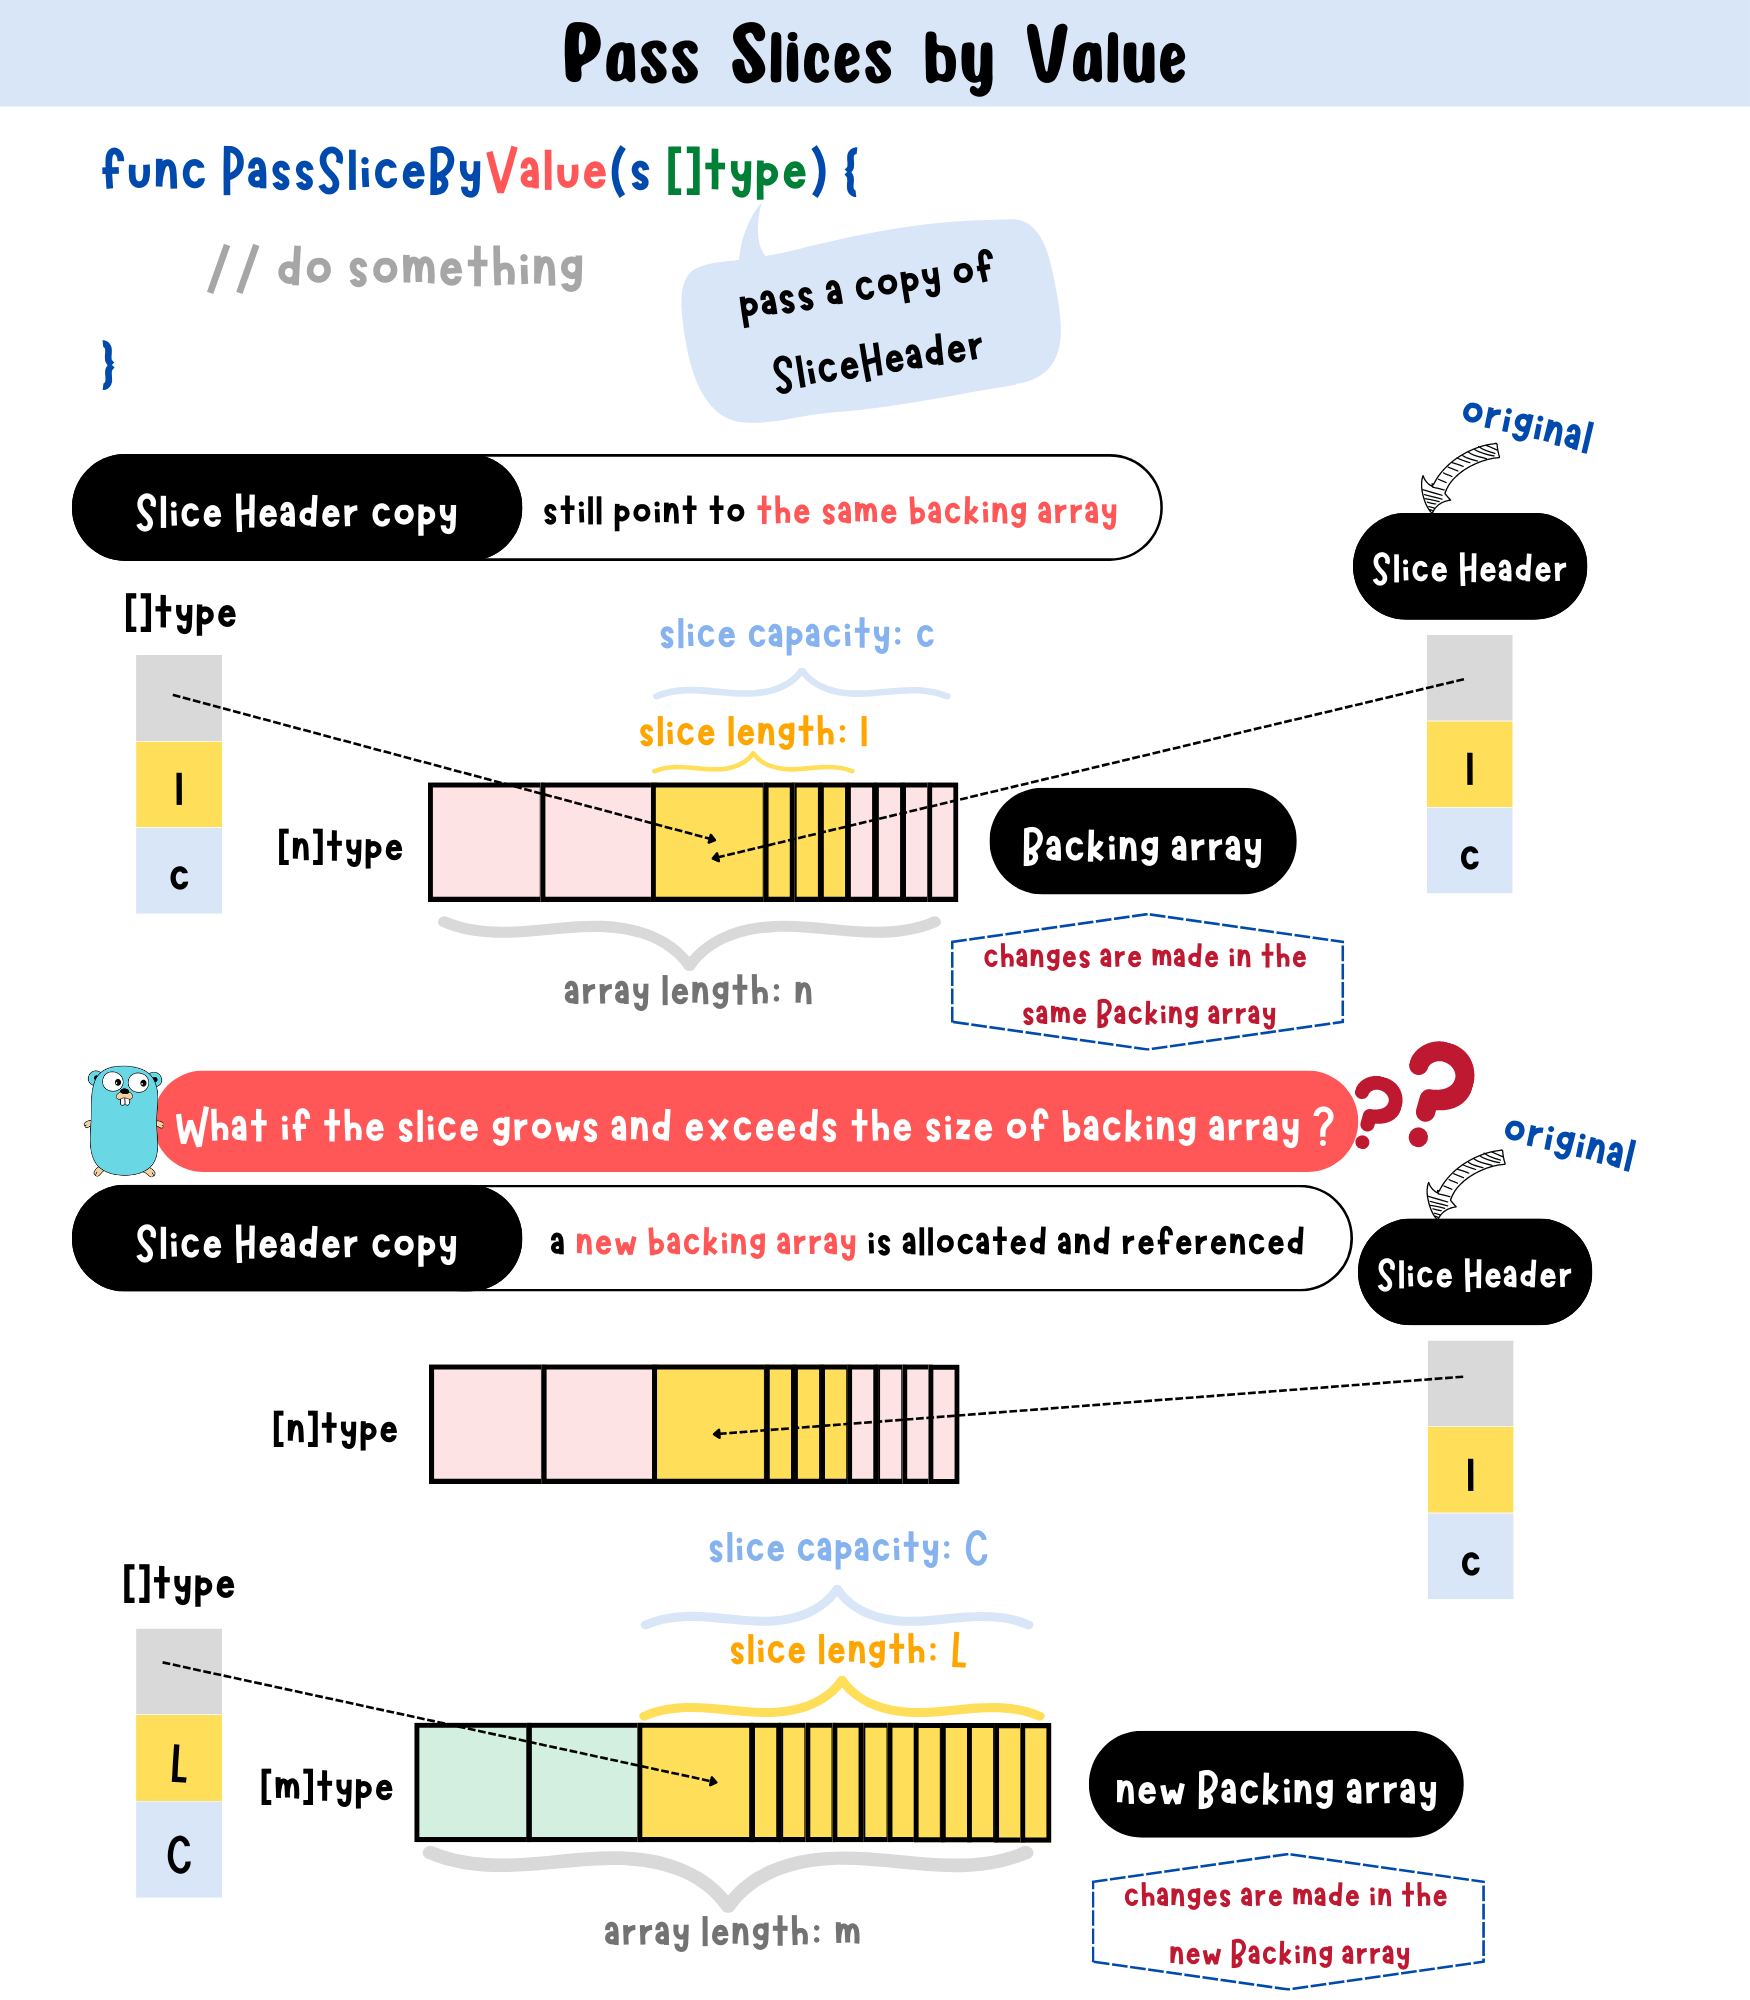 Pass Slices by Value
func PassSliceByValue(s []type) {
// do something
}
pass a copy of
SliceHeader
original
Slice Header copy
still point to the same backing array
Slice Header
[]type
l
c
slice capacity: c
slice length: l
[n]type
Backing array
l
c
array length: n
changes are made in the
same Backing array
What if the slice grows and exceeds the size of backing array ?
??
original
Slice Header copy
a new backing array is allocated and referenced
Slice Header
[n]type
l
c
slice capacity: C
[]type
slice length: L
L
C
[m]type
new Backing array
array length: m
changes are made in the
new Backing array